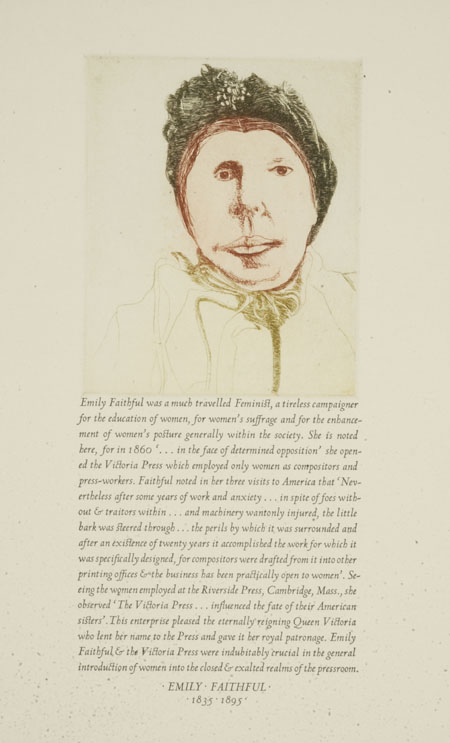 Emily Faithful was a much travelled Feminist, a tireless campaigner
for the education of women, for women's suffrage and for the enhance-
ment of women's posture generally within the society. She is noted
here, for in 1860 '. . . in the face of determined opposition' she open-
ed the Victoria Press which employed only women as compositors and
press-workers. Faithful noted in her three visits to America that 'Nev-
ertheless after some years of work and anxiety . . . in spite of foes with-
out & traitors within . . . and machinery wantonly injured, the little
bark was steered through . . . the perils by which it was surrounded and
after an existence of twenty years it accomplished the work for which it
was specifically designed, for compositors were drafted from it into other
printing offices & the business has been practically open to women'. Se-
eing the women employed at the Riverside Press, Cambridge, Mass., she
observed 'The Victoria Press . . . influenced the fate of their American
sisters'. This enterprise pleased the eternally reigning Queen Victoria
who lent her name to the Press and gave it her royal patronage. Emily
Faithful & the Victoria Press were indubitably crucial in the general
introduction of women into the closed & exalted realms of the pressroom.
· EMILY · FAITHFUL ·
· 1835 · 1895 ·